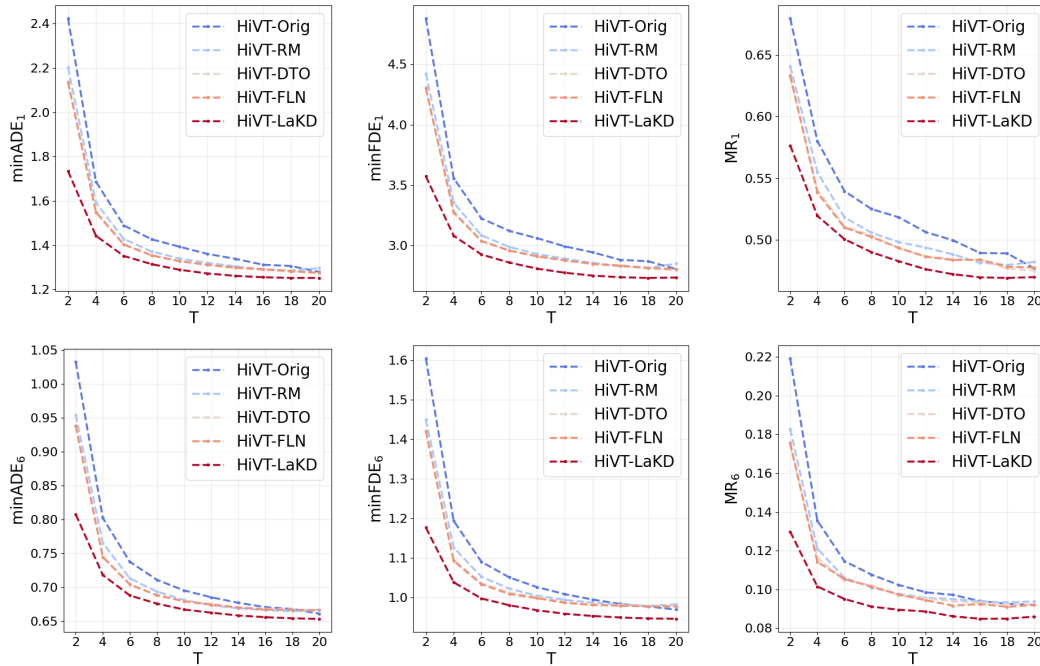 2.4
2.2
2.0
1.8
1.6
1.4
1.2
minADE₁
2 4 6 8 10 12 14 16 18 20
T
HiVT-Orig
HiVT-RM
HiVT-DTO
HiVT-FLN
HiVT-LaKD
4.5
4.0
3.5
3.0
minFDE₁
2 4 6 8 10 12 14 16 18 20
T
HiVT-Orig
HiVT-RM
HiVT-DTO
HiVT-FLN
HiVT-LaKD
0.65
0.60
0.55
0.50
MR₁
2 4 6 8 10 12 14 16 18 20
T
HiVT-Orig
HiVT-RM
HiVT-DTO
HiVT-FLN
HiVT-LaKD
1.05
1.00
0.95
0.90
0.85
0.80
0.75
0.70
0.65
minADE₆
2 4 6 8 10 12 14 16 18 20
T
HiVT-Orig
HiVT-RM
HiVT-DTO
HiVT-FLN
HiVT-LaKD
1.6
1.5
1.4
1.3
1.2
1.1
1.0
minFDE₆
2 4 6 8 10 12 14 16 18 20
T
HiVT-Orig
HiVT-RM
HiVT-DTO
HiVT-FLN
HiVT-LaKD
0.22
0.20
0.18
0.16
0.14
0.12
0.10
0.08
MR₆
2 4 6 8 10 12 14 16 18 20
T
HiVT-Orig
HiVT-RM
HiVT-DTO
HiVT-FLN
HiVT-LaKD